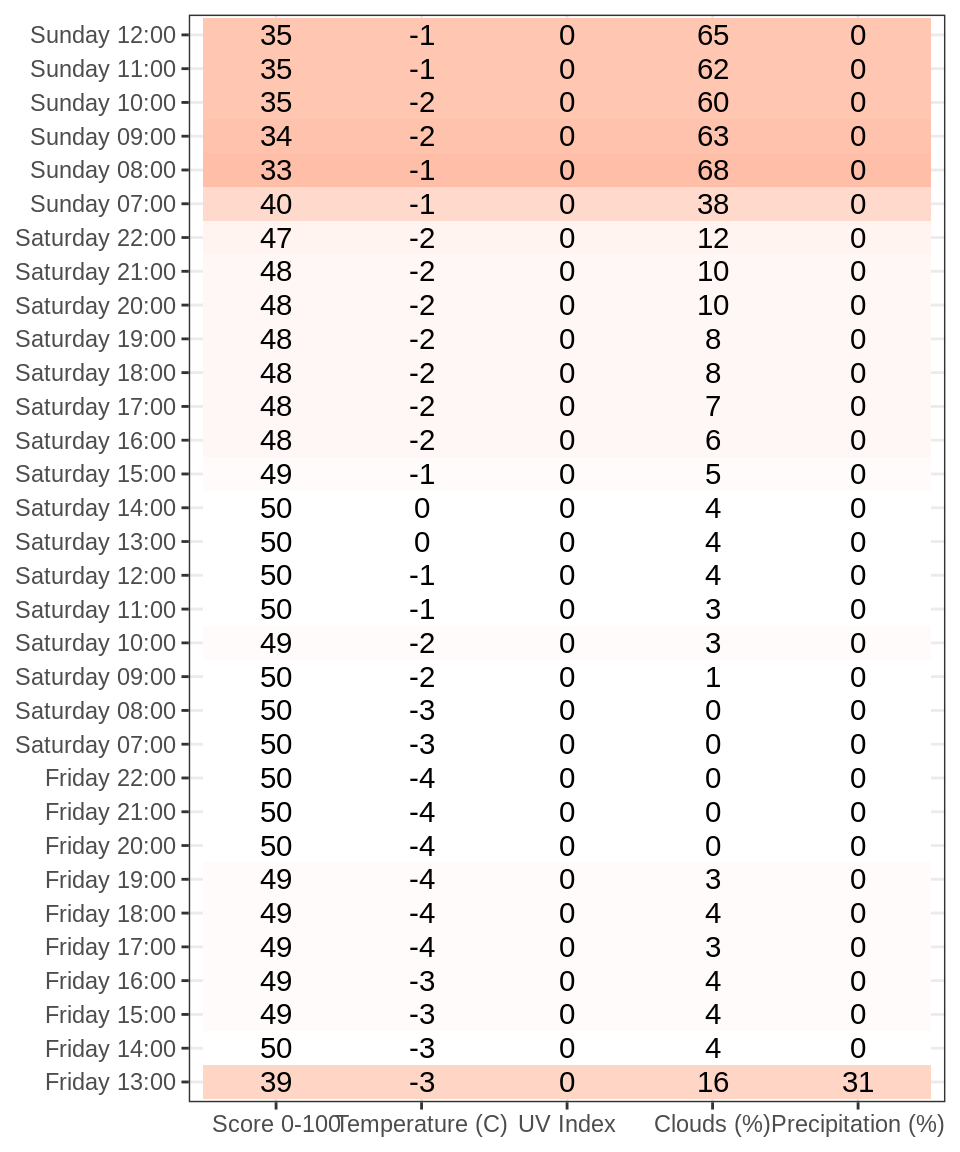 Sunday 12:00 35 -1 0 65 0
Sunday 11:00 35 -1 0 62 0
Sunday 10:00 35 -2 0 60 0
Sunday 09:00 34 -2 0 63 0
Sunday 08:00 33 -1 0 68 0
Sunday 07:00 40 -1 0 38 0
Saturday 22:00 47 -2 0 12 0
Saturday 21:00 48 -2 0 10 0
Saturday 20:00 48 -2 0 10 0
Saturday 19:00 48 -2 0 8 0
Saturday 18:00 48 -2 0 8 0
Saturday 17:00 48 -2 0 7 0
Saturday 16:00 48 -2 0 6 0
Saturday 15:00 49 -1 0 5 0
Saturday 14:00 50 0 0 4 0
Saturday 13:00 50 0 0 4 0
Saturday 12:00 50 -1 0 4 0
Saturday 11:00 50 -1 0 3 0
Saturday 10:00 49 -2 0 3 0
Saturday 09:00 50 -2 0 1 0
Saturday 08:00 50 -3 0 0 0
Saturday 07:00 50 -3 0 0 0
Friday 22:00 50 -4 0 0 0
Friday 21:00 50 -4 0 0 0
Friday 20:00 50 -4 0 0 0
Friday 19:00 49 -4 0 3 0
Friday 18:00 49 -4 0 4 0
Friday 17:00 49 -4 0 3 0
Friday 16:00 49 -3 0 4 0
Friday 15:00 49 -3 0 4 0
Friday 14:00 50 -3 0 4 0
Friday 13:00 39 -3 0 16 31
Score 0-100 Temperature (C) UV Index Clouds (%) Precipitation (%)